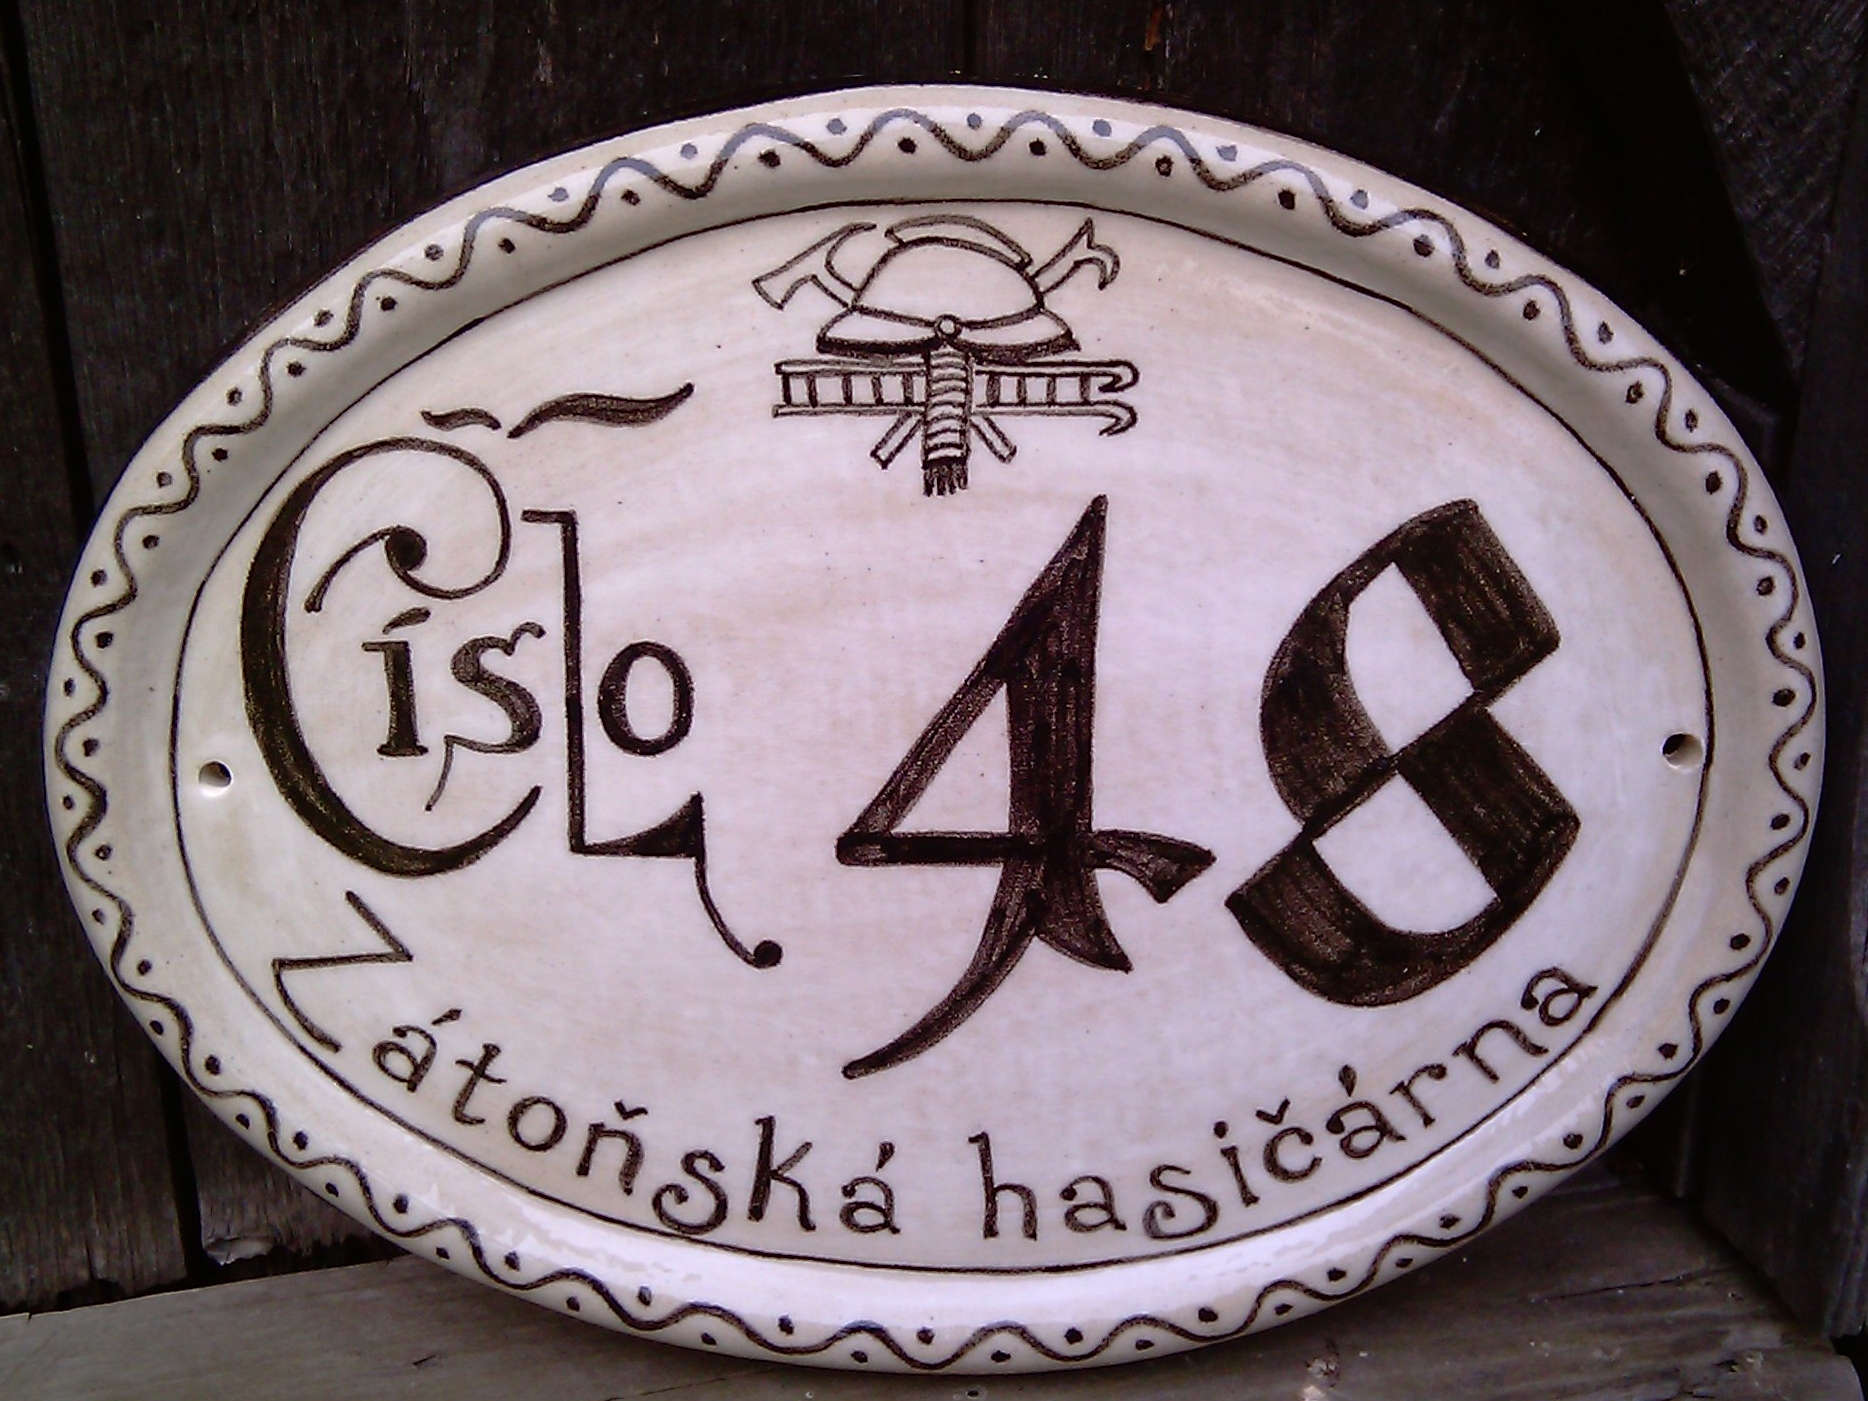 Číslo 48
Zátoňská hasičárna